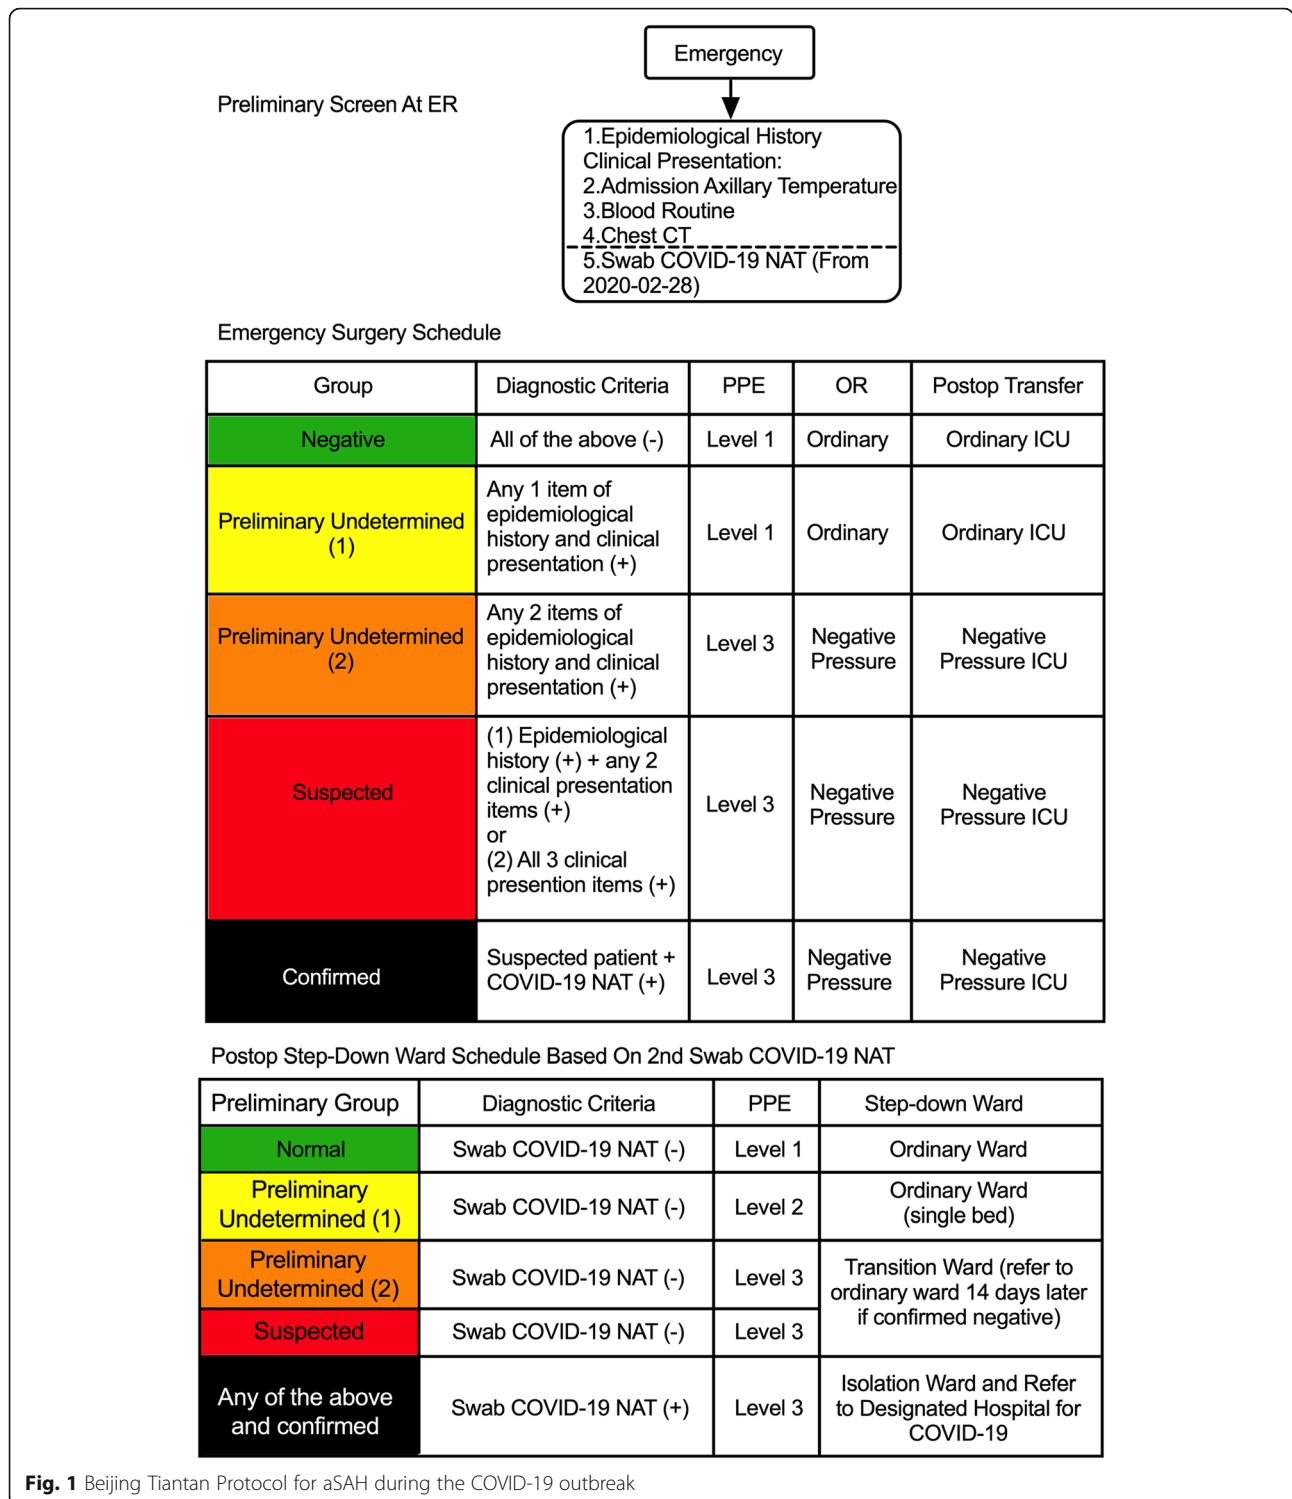 Emergency
Preliminary Screen At ER
1.Epidemiological History
Clinical Presentation:
2.Admission Axillary Temperature
3.Blood Routine
4.Chest CT
5.Swab COVID-19 NAT (From
2020-02-28)
Emergency Surgery Schedule
Group
Diagnostic Criteria
PPE
OR
Postop Transfer
Negative
All of the above (-)
Level 1
Ordinary
Ordinary ICU
Preliminary Undetermined
(1)
Any 1 item of
epidemiological
history and clinical
presentation (+)
Level 1
Ordinary
Ordinary ICU
Preliminary Undetermined
(2)
Any 2 items of
epidemiological
history and clinical
presentation (+)
Level 3
Negative
Pressure
Negative
Pressure ICU
Suspected
(1) Epidemiological
history (+) + any 2
clinical presentation
items (+)
or
(2) All 3 clinical
presention items (+)
Level 3
Negative
Pressure
Negative
Pressure ICU
Confirmed
Suspected patient +
COVID-19 NAT (+)
Level 3
Negative
Pressure
Negative
Pressure ICU
Postop Step-Down Ward Schedule Based On 2nd Swab COVID-19 NAT
Preliminary Group
Diagnostic Criteria
PPE
Step-down Ward
Normal
Swab COVID-19 NAT (-)
Level 1
Ordinary Ward
Preliminary
Undetermined (1)
Swab COVID-19 NAT (-)
Level 2
Ordinary Ward
(single bed)
Preliminary
Undetermined (2)
Swab COVID-19 NAT (-)
Level 3
Transition Ward (refer to
ordinary ward 14 days later
if confirmed negative)
Suspected
Swab COVID-19 NAT (-)
Level 3
Any of the above
and confirmed
Swab COVID-19 NAT (+)
Level 3
Isolation Ward and Refer
to Designated Hospital for
COVID-19
Fig. 1 Beijing Tiantan Protocol for aSAH during the COVID-19 outbreak